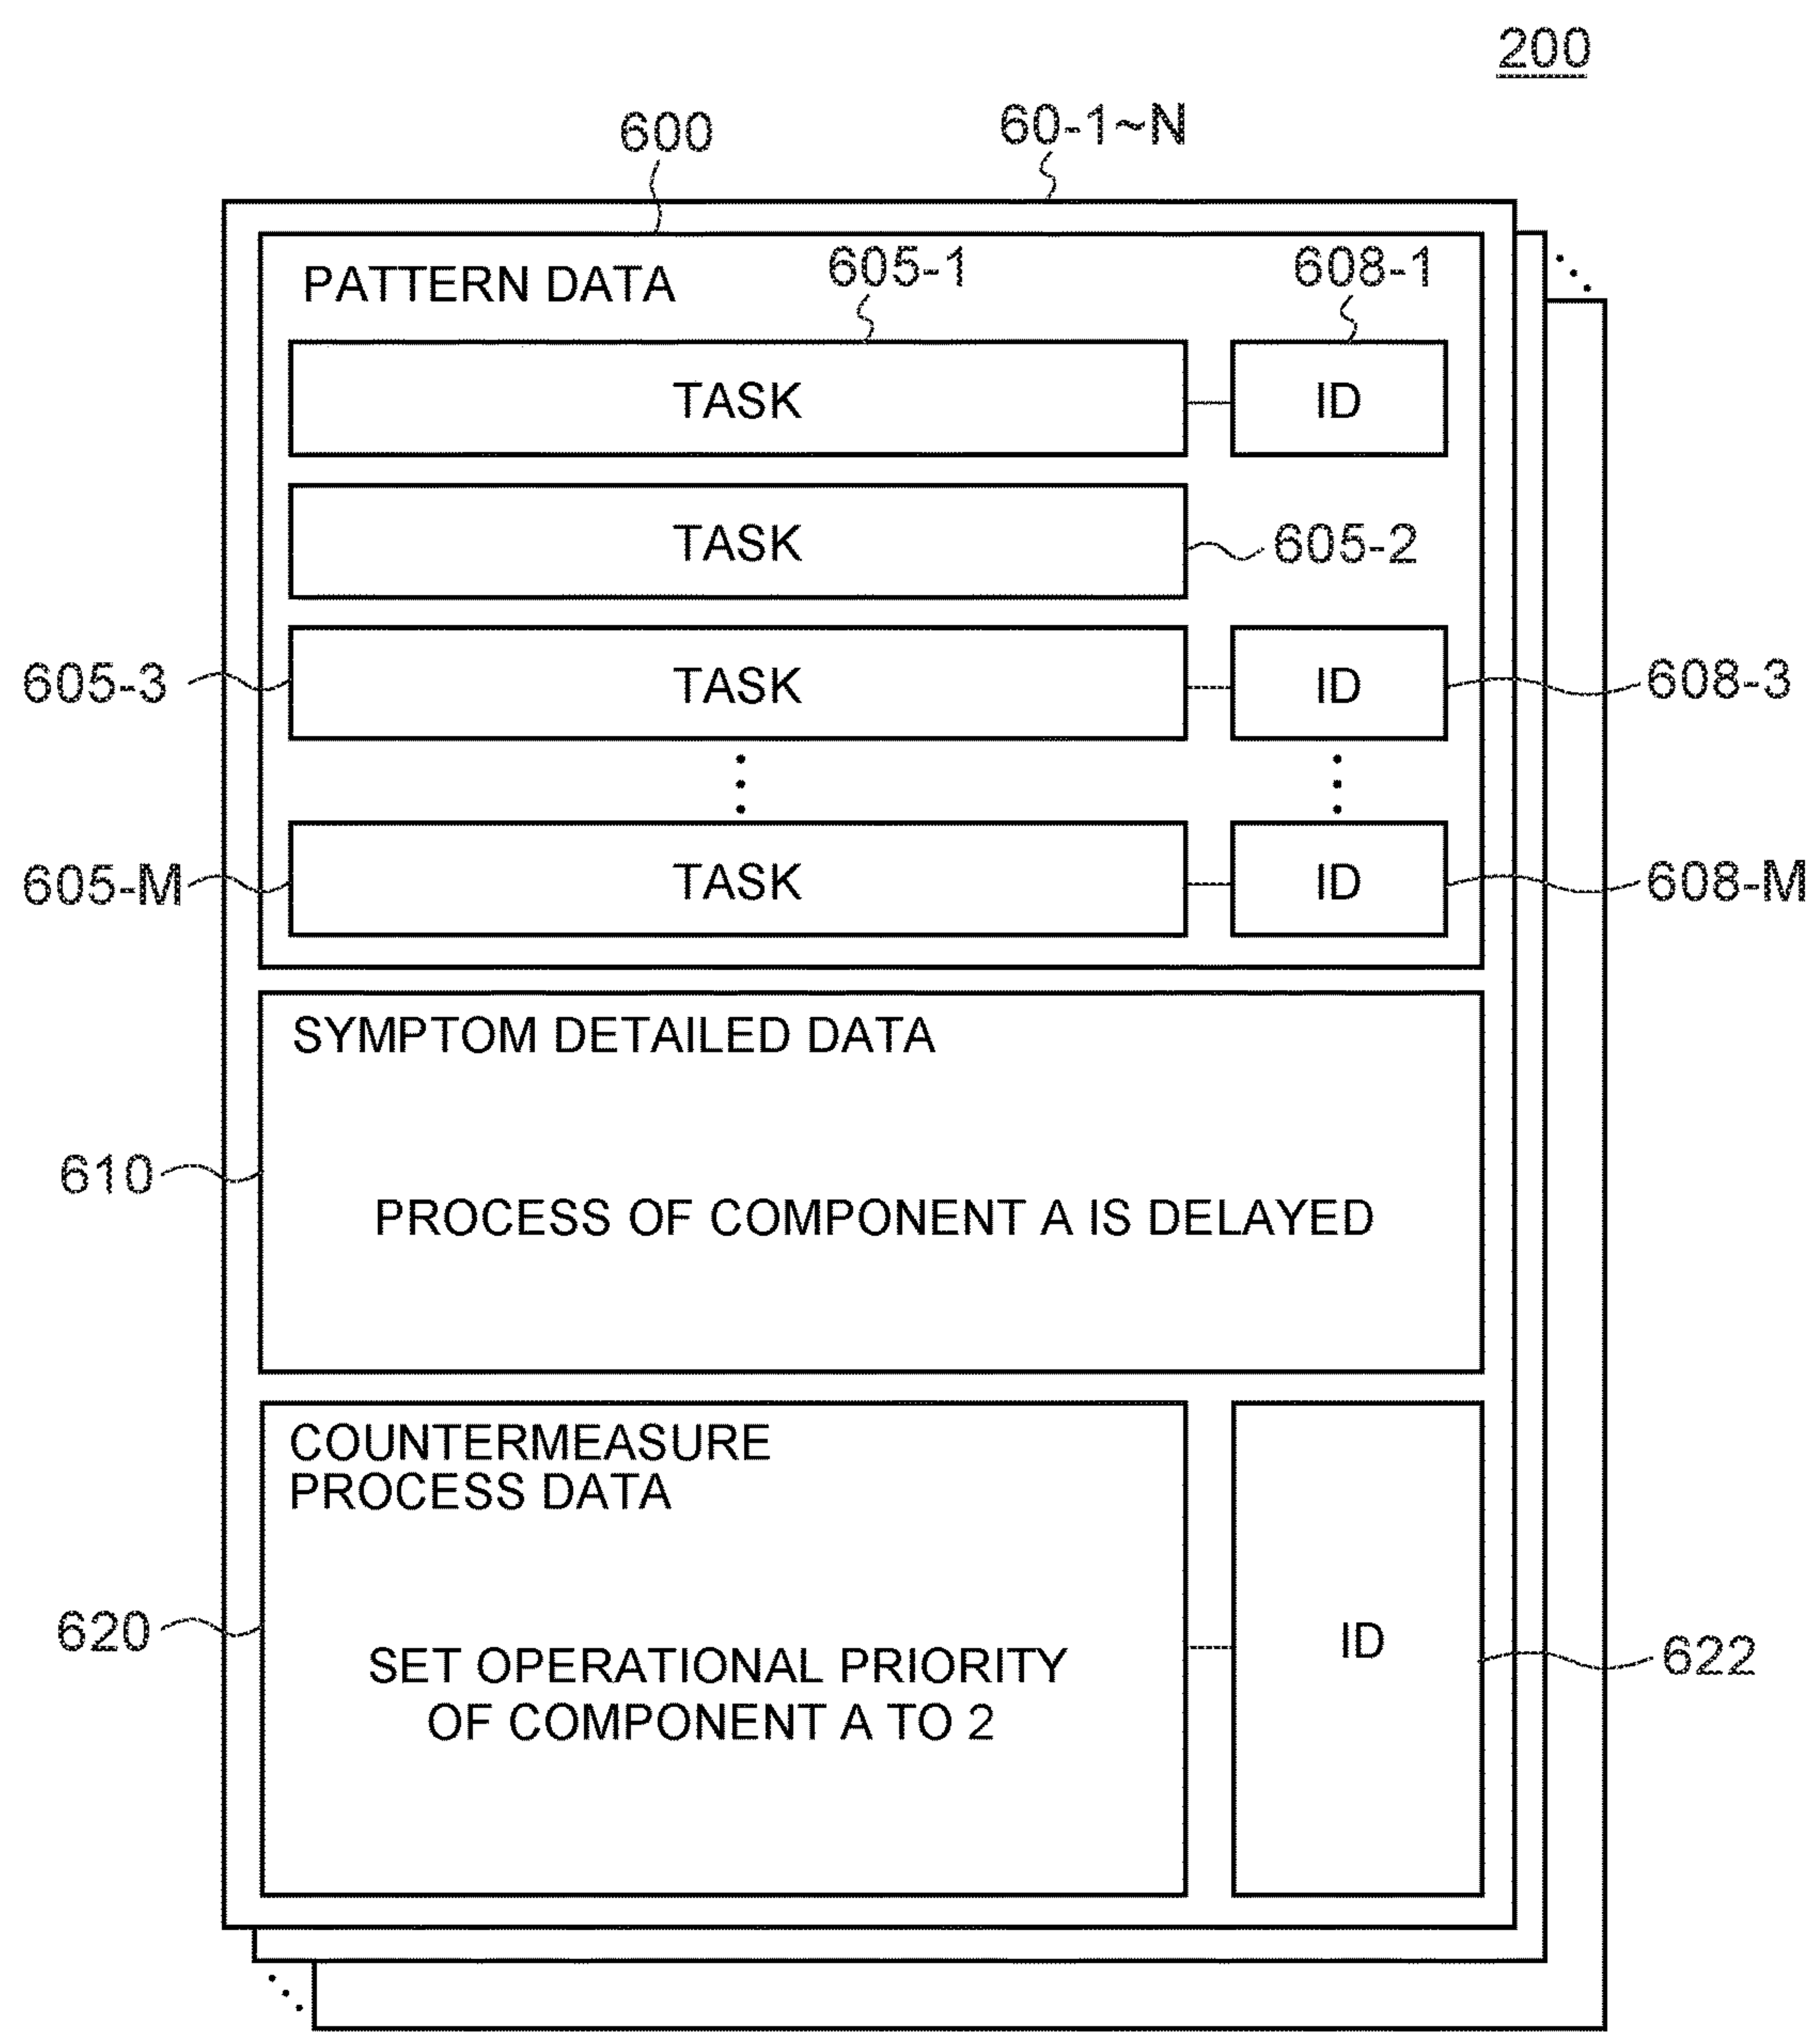 200
600
60-1~N
PATTERN DATA
605-1
608-1
TASK
ID
TASK
605-2
605-3
TASK
ID
608-3
605-M
TASK
ID
608-M
SYMPTOM DETAILED DATA
610
PROCESS OF COMPONENT A IS DELAYED
COUNTERMEASURE
PROCESS DATA
620
SET OPERATIONAL PRIORITY
OF COMPONENT A TO 2
ID
622